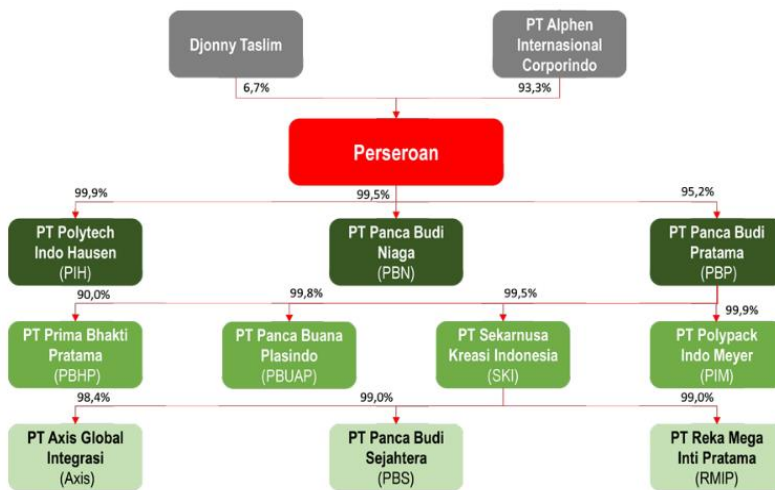 Djonny Taslim
PT Alphen
Internasional
Corporindo
6,7%
93,3%
Perseroan
99,9%
99,5%
95,2%
PT Polytech
Indo Hausen
(PIH)
PT Panca Budi
Niaga
(PBN)
PT Panca Budi
Pratama
(PBP)
90,0%
99,8%
99,5%
99,9%
PT Prima Bhakti
Pratama
(PBHP)
PT Panca Buana
Plasindo
(PBUAP)
PT Sekarnusa
Kreasi Indonesia
(SKI)
PT Polypack
Indo Meyer
(PIM)
98,4%
99,0%
99,0%
PT Axis Global
Integrasi
(Axis)
PT Panca Budi
Sejahtera
(PBS)
PT Reka Mega
Inti Pratama
(RMIP)